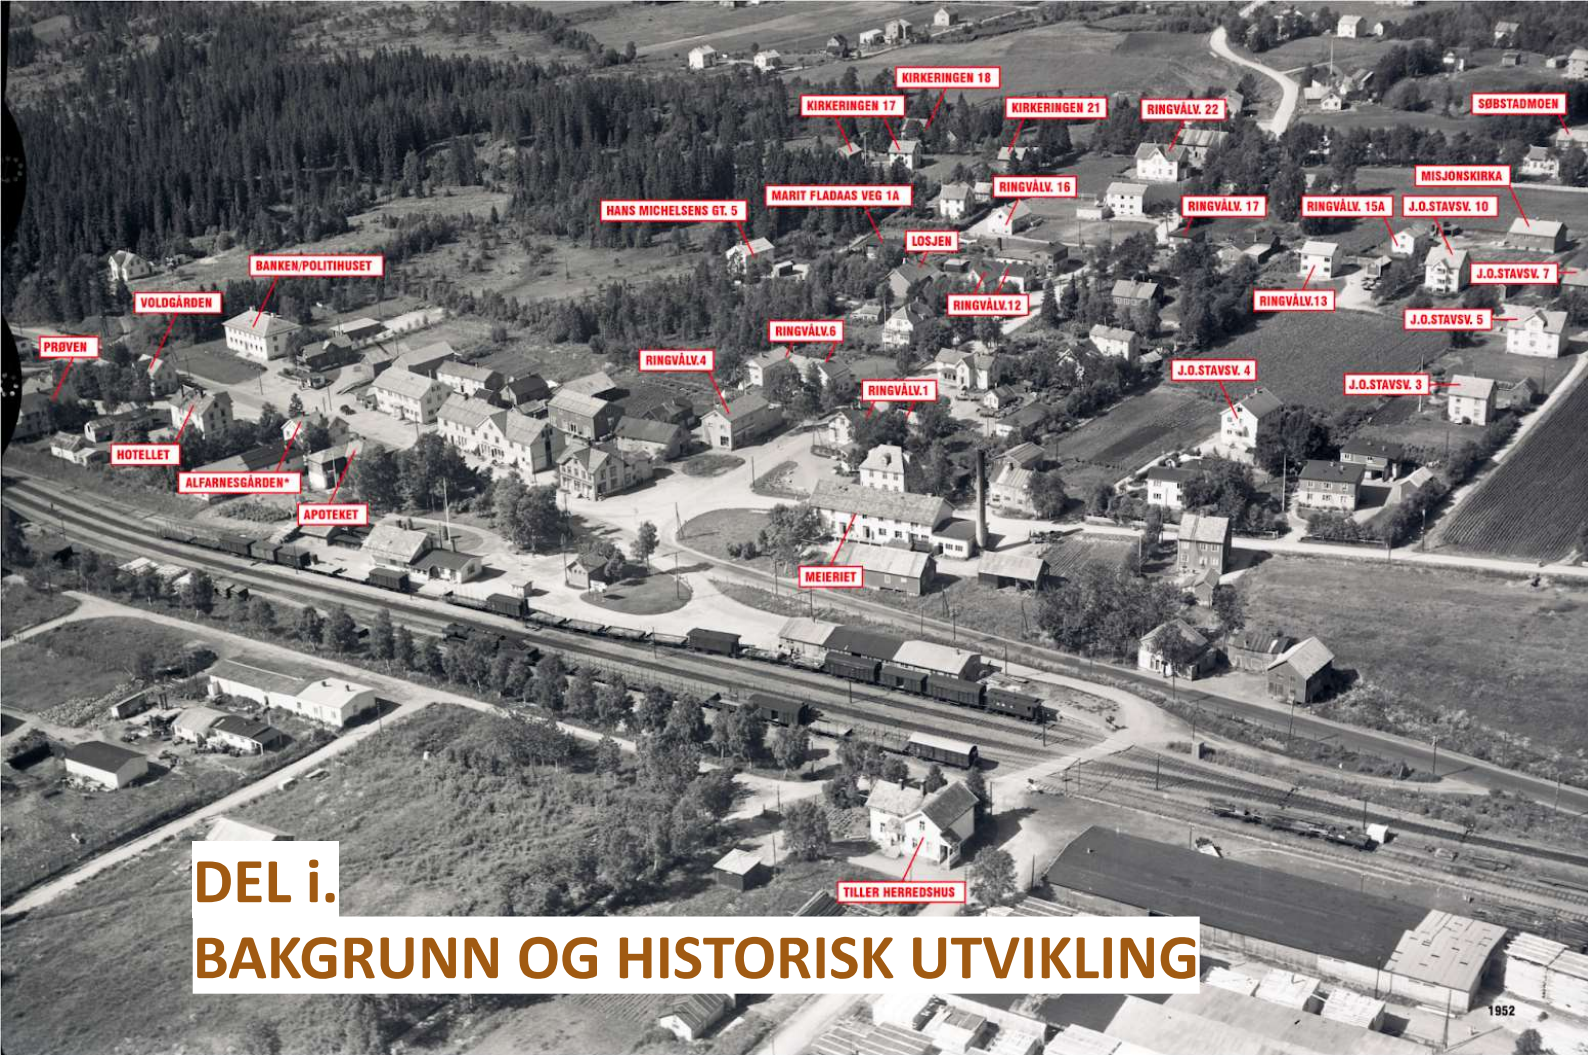 KIRKERINGEN 18
KIRKERINGEN 17
KIRKERINGEN 21
RINGVÅLV. 22
SØBSTADMOEN
MISJONSKIRKA
MARIT FLADAAS VEG 1A
RINGVÅLV. 16
HANS MICHELSENS GT. 5
RINGVÅLV. 17
RINGVÅLV. 15A
J.O.STAVSV. 10
LOSJEN
BANKEN/POLITIHUSET
J.O.STAVSV. 7
VOLDGÅRDEN
RINGVÅLV.12
RINGVÅLV.13
J.O.STAVSV. 5
RINGVÅLV.6
PRØVEN
RINGVÅLV.4
J.O.STAVSV. 4
J.O.STAVSV. 3
RINGVÅLV.1
HOTELLET
ALFARNESGÅRDEN*
APOTEKET
MEIERIET
TILLER HERREDSHUS
DEL i.
BAKGRUNN OG HISTORISK UTVIKLING
1952